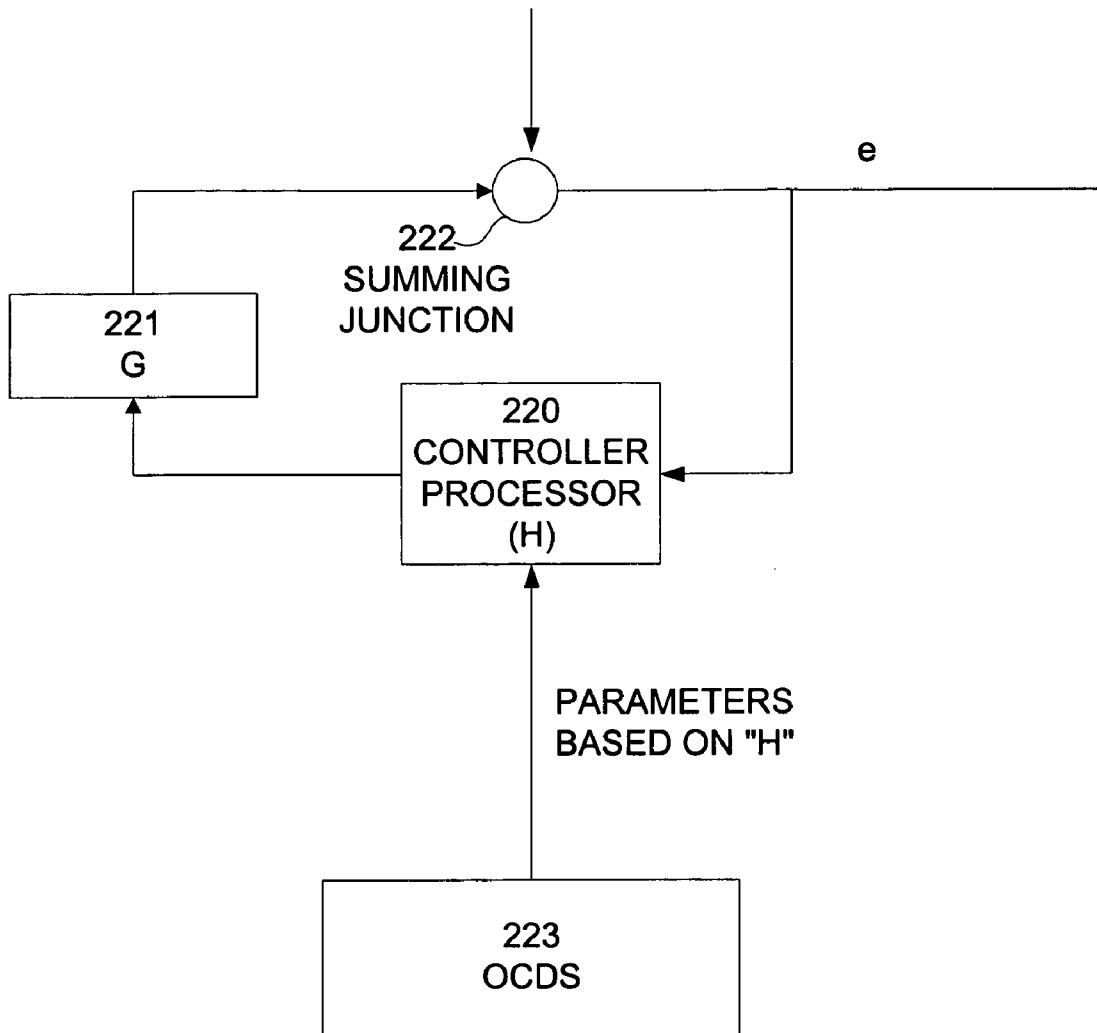 e
222
SUMMING
JUNCTION
221
G
220
CONTROLLER
PROCESSOR
(H)
PARAMETERS
BASED ON "H"
223
OCDS